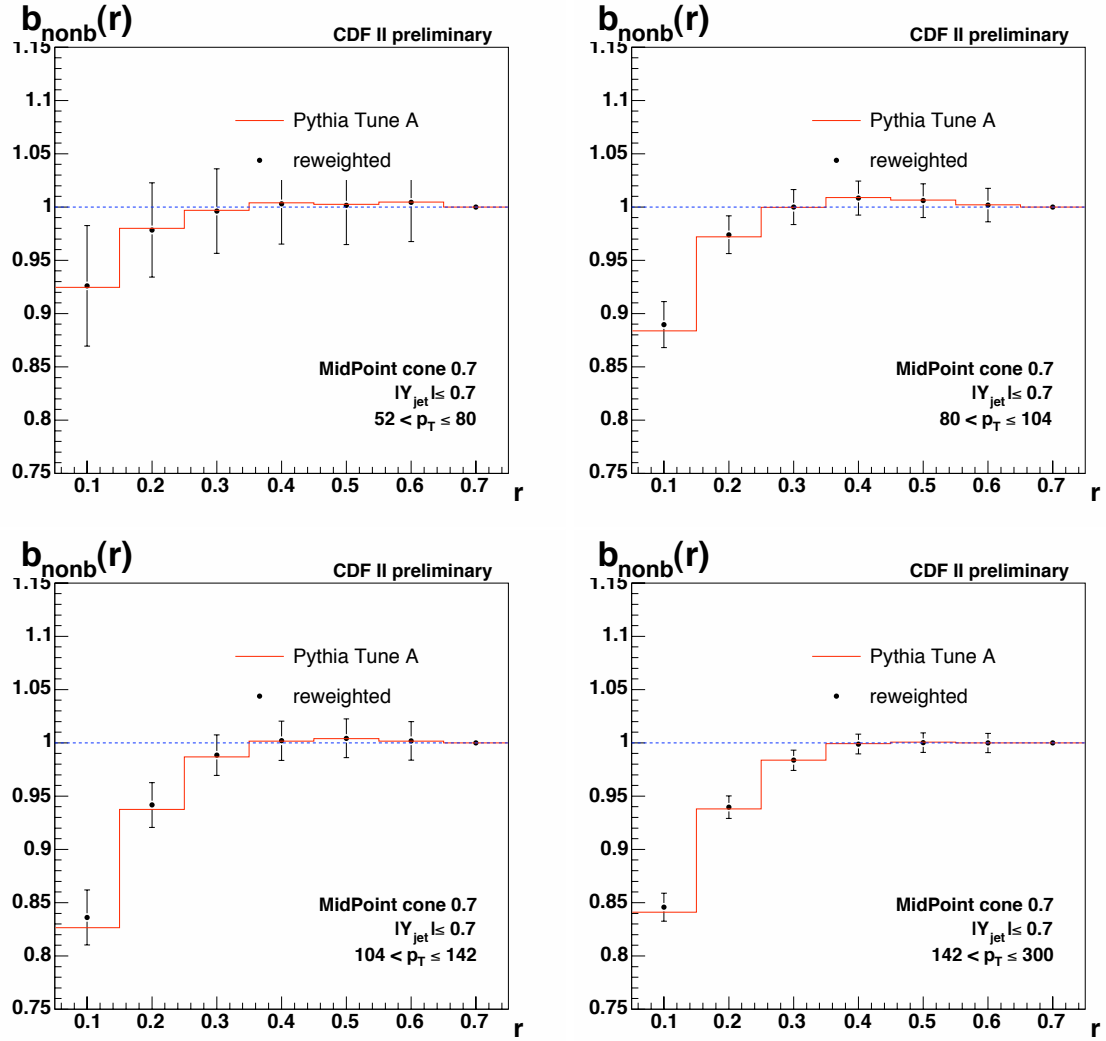 b_nonb(r)
CDF II preliminary
1.15
1.1
1.05
1
0.95
0.9
0.85
0.8
0.75
Pythia Tune A
reweighted
MidPoint cone 0.7
|Y_jet|≤ 0.7
52 < p_T ≤ 80
0.1 0.2 0.3 0.4 0.5 0.6 0.7
r
b_nonb(r)
CDF II preliminary
1.15
1.1
1.05
1
0.95
0.9
0.85
0.8
0.75
Pythia Tune A
reweighted
MidPoint cone 0.7
|Y_jet|≤ 0.7
80 < p_T ≤ 104
0.1 0.2 0.3 0.4 0.5 0.6 0.7
r
b_nonb(r)
CDF II preliminary
1.15
1.1
1.05
1
0.95
0.9
0.85
0.8
0.75
Pythia Tune A
reweighted
MidPoint cone 0.7
|Y_jet|≤ 0.7
104 < p_T ≤ 142
0.1 0.2 0.3 0.4 0.5 0.6 0.7
r
b_nonb(r)
CDF II preliminary
1.15
1.1
1.05
1
0.95
0.9
0.85
0.8
0.75
Pythia Tune A
reweighted
MidPoint cone 0.7
|Y_jet|≤ 0.7
142 < p_T ≤ 300
0.1 0.2 0.3 0.4 0.5 0.6 0.7
r